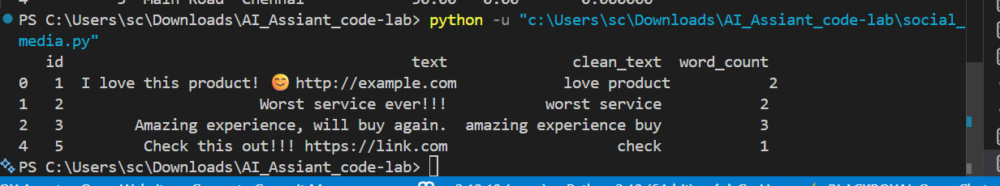 4 5 Main Road Chennai 50.00 0.00 0.000000
PS C:\Users\sc\Downloads\AI_Assiant_code-lab> python -u "c:\Users\sc\Downloads\AI_Assiant_code-lab\social_
media.py"
id text clean_text word_count
0 1 I love this product! 😊 http://example.com love product 2
1 2 Worst service ever!!! worst service 2
2 3 Amazing experience, will buy again. amazing experience buy 3
4 5 Check this out!!! https://link.com check 1
PS C:\Users\sc\Downloads\AI_Assiant_code-lab>